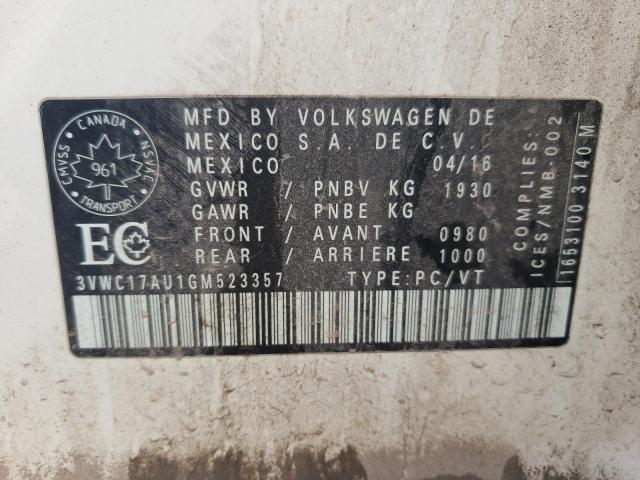 MFD BY VOLKSWAGEN DE
MEXICO S.A. DE C.V.
MEXICO 04/16
GVWR / PNBV KG 1930
GAWR / PNBE KG
FRONT / AVANT 0980
REAR / ARRIERE 1000
3VWC17AU1GM523357 TYPE:PC/VT
CANADA
CMVSS 961 NSVAC
TRANSPORT
EC
COMPLIES:
ICES/NMB-002
1653100 3140 M